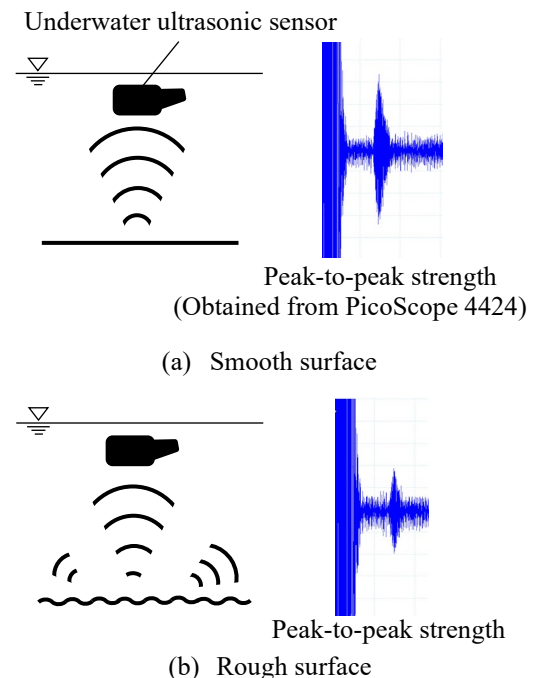 Underwater ultrasonic sensor
Peak-to-peak strength
(Obtained from PicoScope 4424)
(a) Smooth surface
Peak-to-peak strength
(b) Rough surface